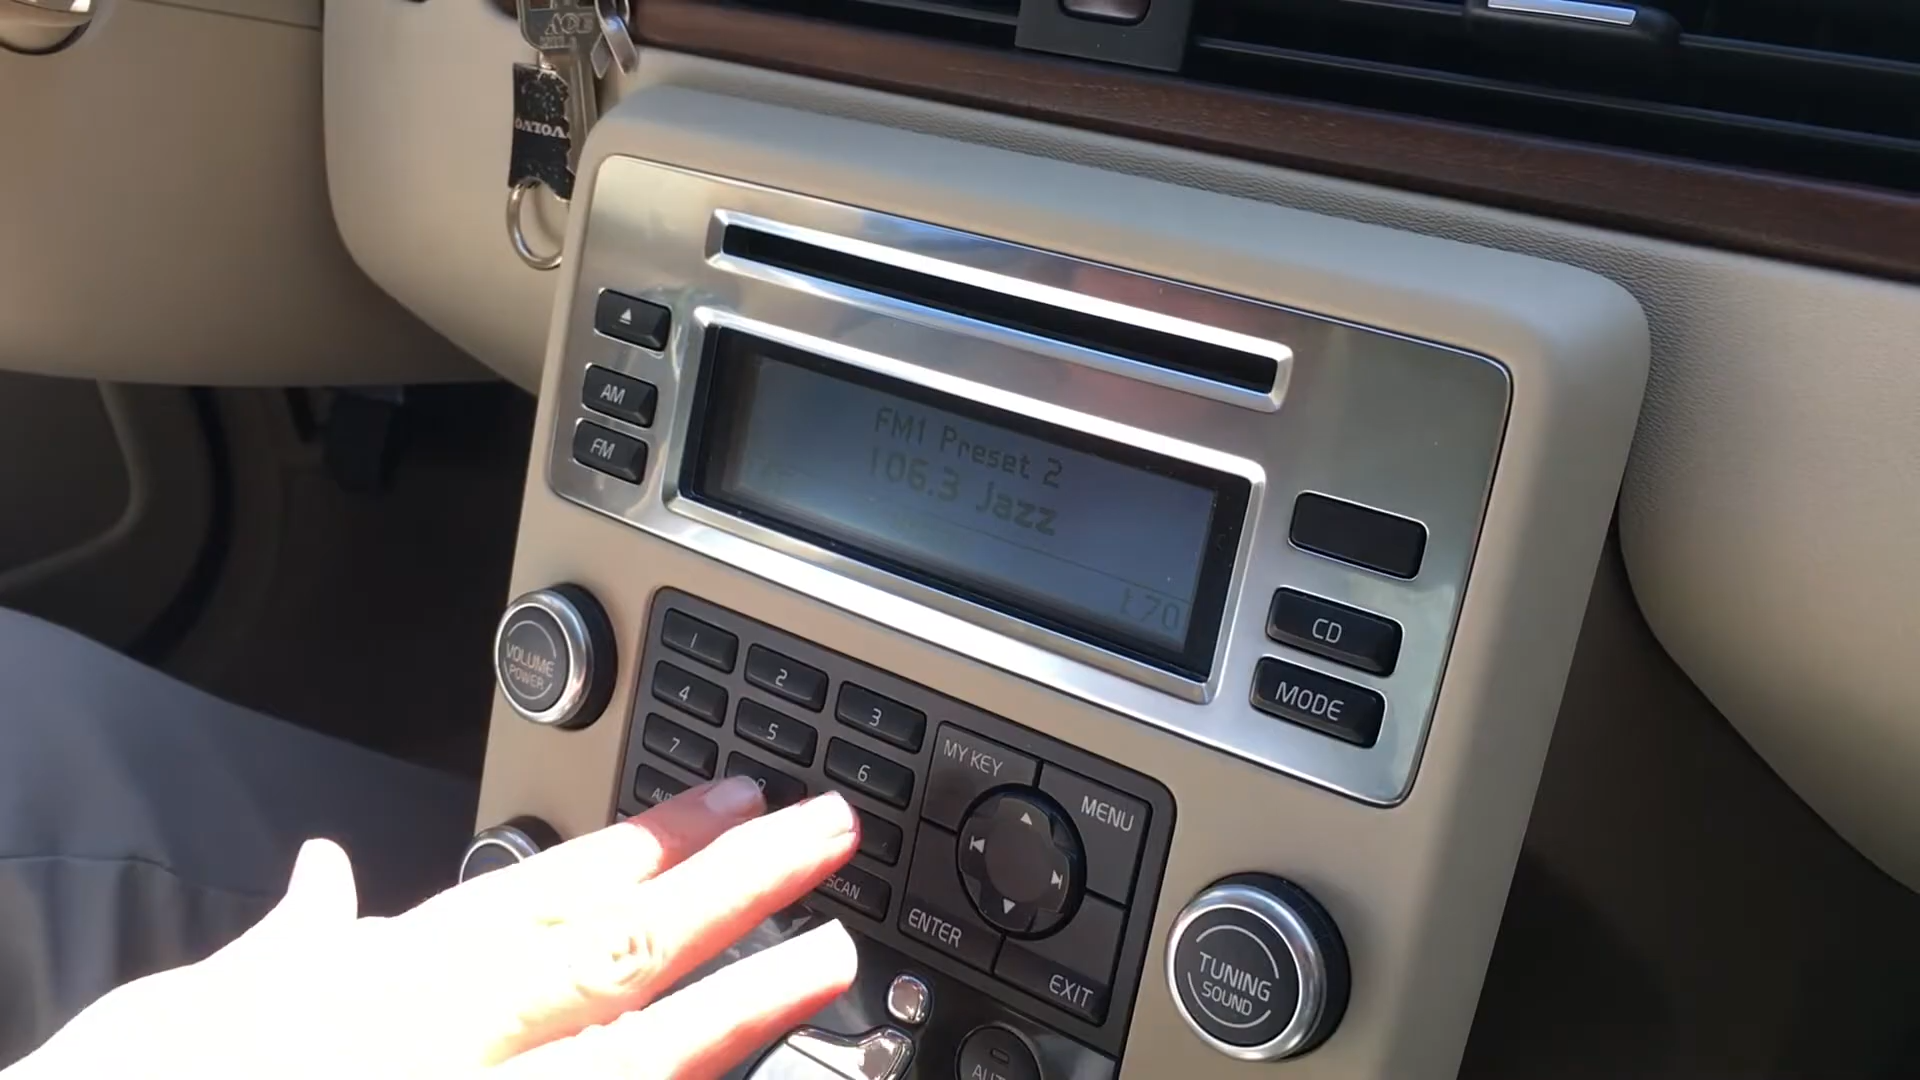 ACE
VOLVO
AM
FM
FM1 Preset 2
106.3 Jazz
CD
MODE
VOLUME
POWER
1
2
3
4
5
6
7
MY KEY
MENU
SCAN
ENTER
EXIT
TUNING
SOUND